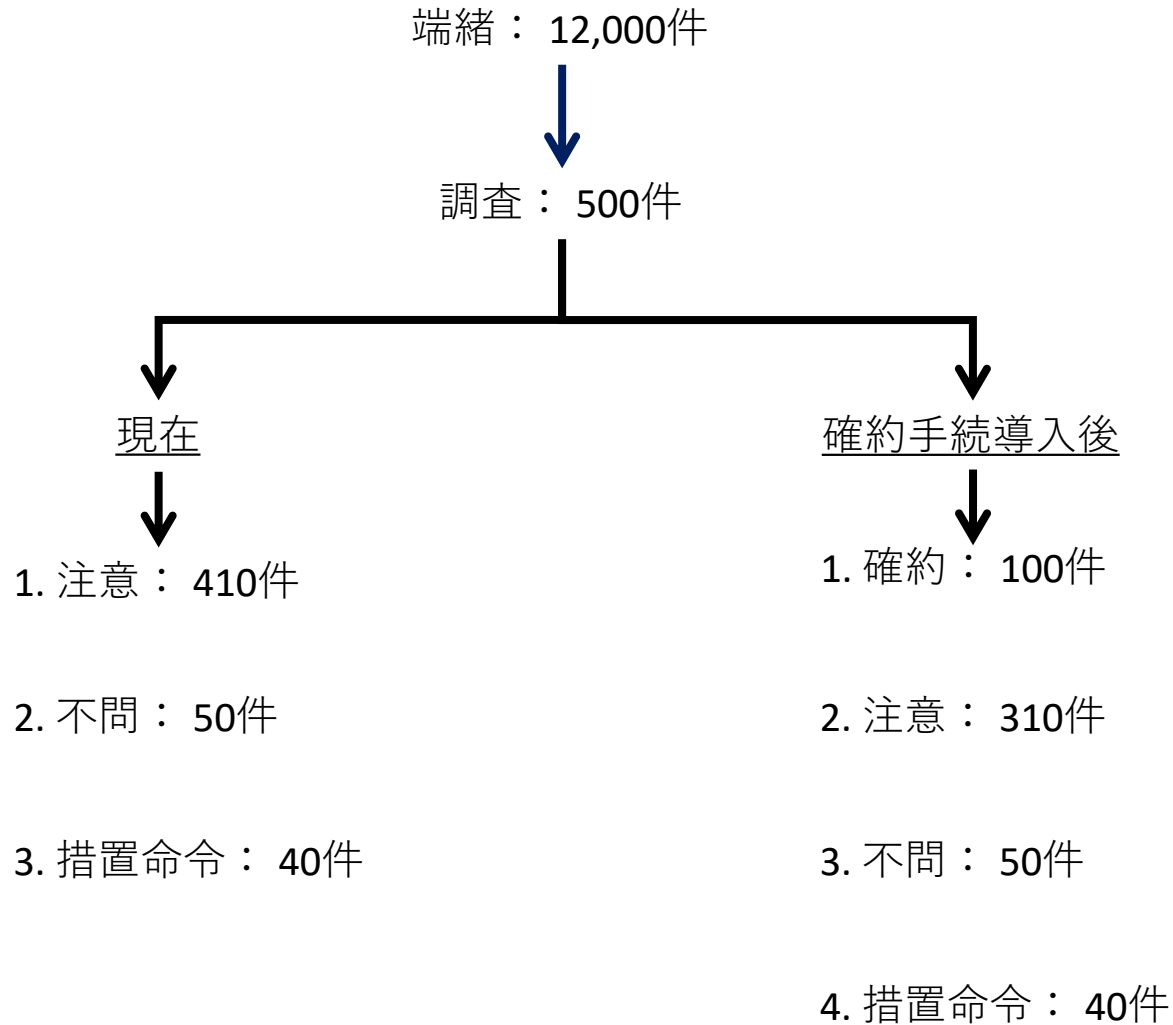 端緒： 12,000件
調査： 500件
現在
1. 注意： 410件
2. 不問： 50件
3. 措置命令： 40件
確約手続導入後
1. 確約： 100件
2. 注意： 310件
3. 不問： 50件
4. 措置命令： 40件